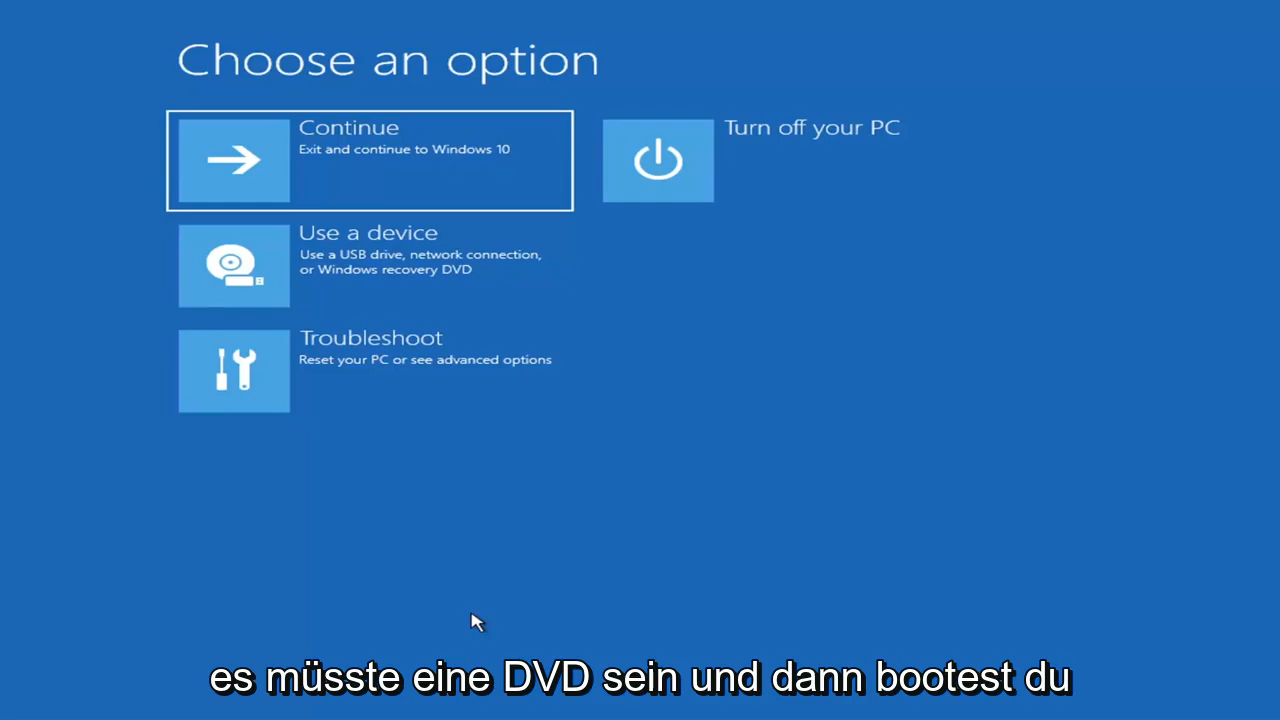 Choose an option
Continue
Exit and continue to Windows 10
Turn off your PC
Use a device
Use a USB drive, network connection,
or Windows recovery DVD
Troubleshoot
Reset your PC or see advanced options
es müsste eine DVD sein und dann bootest du